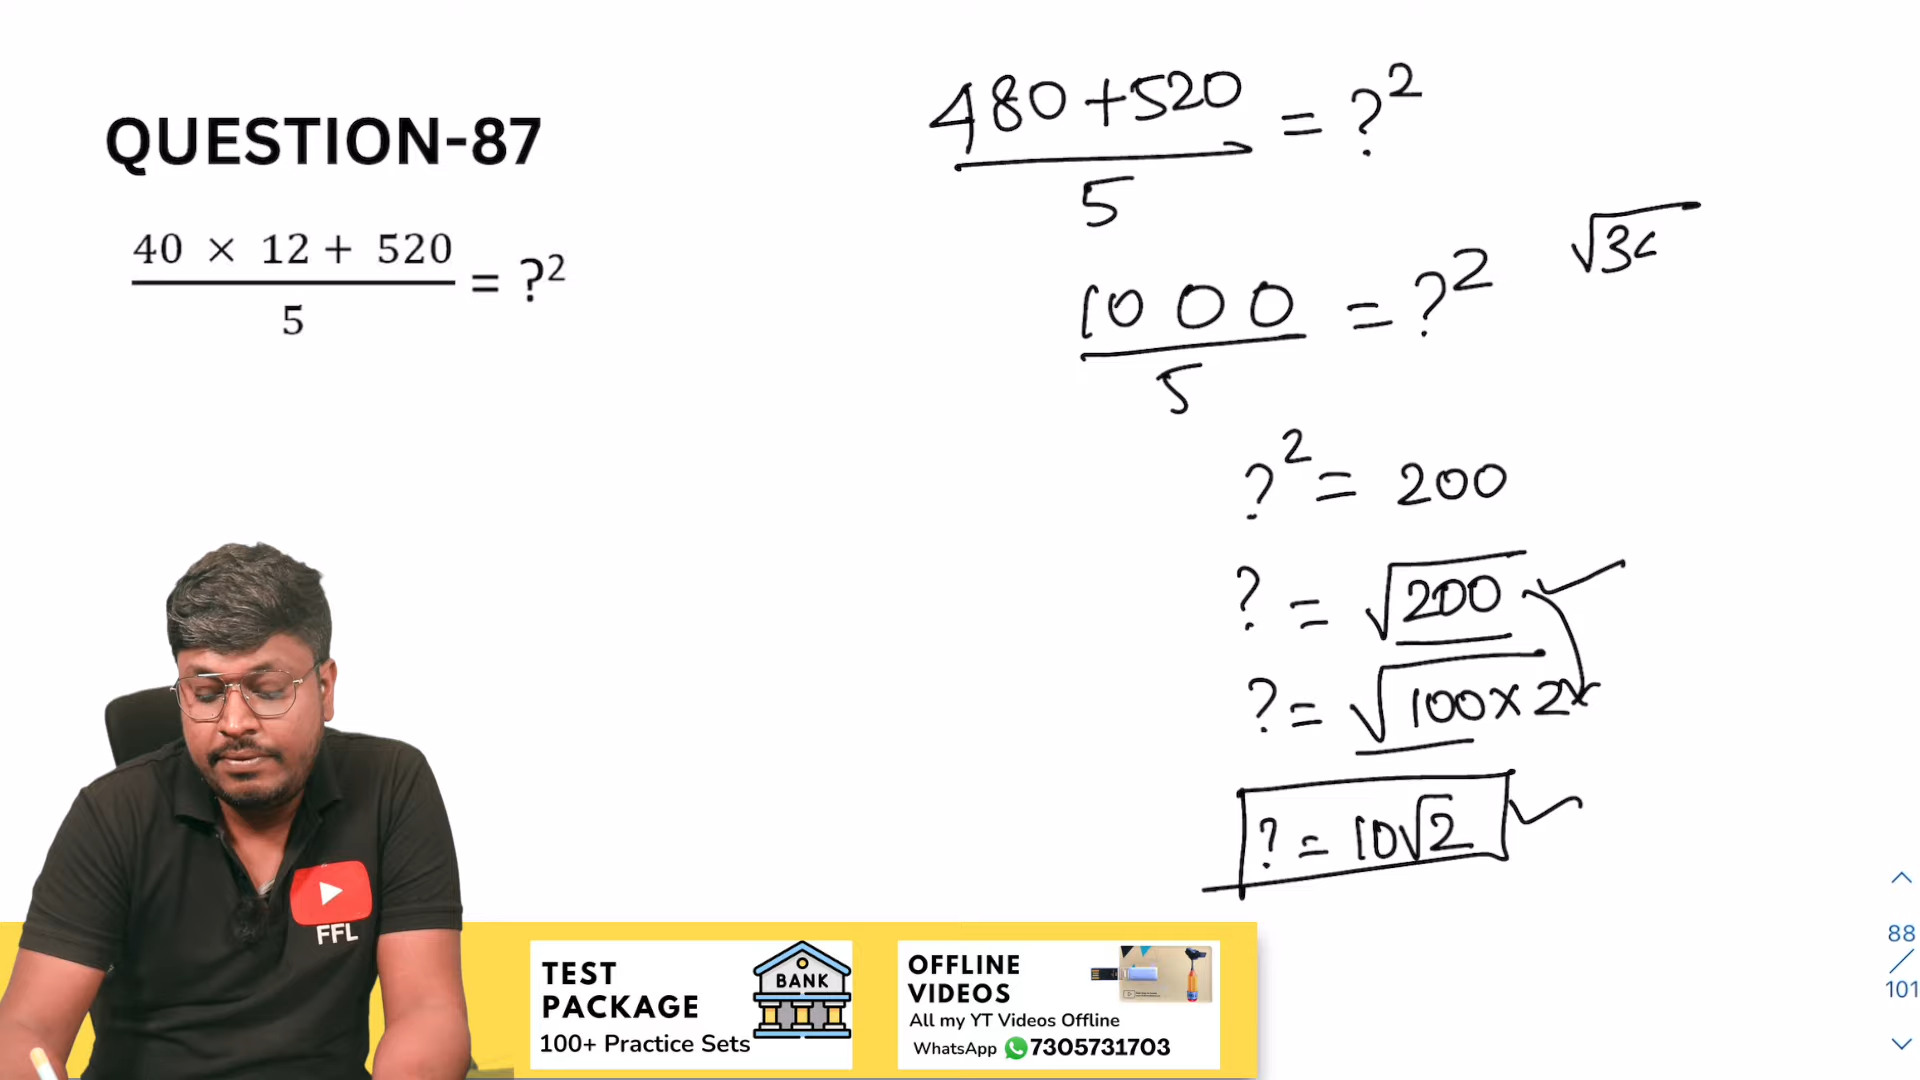 QUESTION-87
40 × 12 + 520
= ?²
5
480 + 520 = ?²
5
√3
1000 = ?²
5
?² = 200
? = √200
? = √100 × 2
? = 10√2
FFL
TEST
PACKAGE
100+ Practice Sets
BANK
OFFLINE
VIDEOS
All my YT Videos Offline
WhatsApp 7305731703
88
/
101